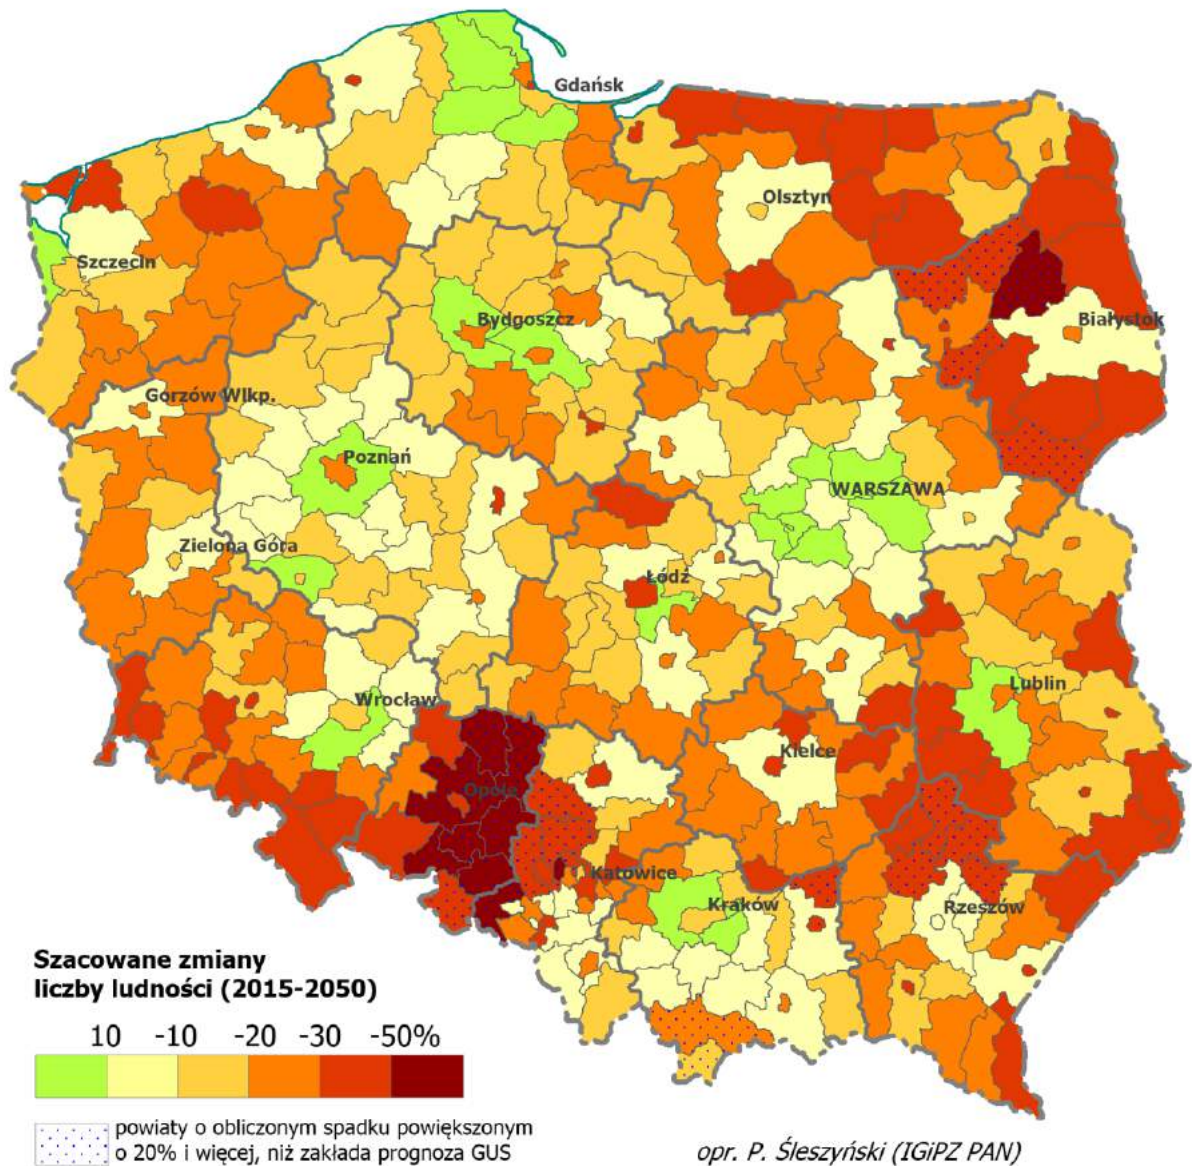 Gdańsk
Olsztyn
Szczecin
Bydgoszcz
Białystok
Gorzów Wlkp.
Poznań
WARSZAWA
Zielona Góra
Łódź
Lublin
Wrocław
Kielce
Opole
Katowice
Kraków
Rzeszów
Szacowane zmiany
liczby ludności (2015-2050)
10 -10 -20 -30 -50%
powiaty o obliczonym spadku powiększonym
o 20% i więcej, niż zakłada prognoza GUS
opr. P. Śleszyński (IGiPZ PAN)